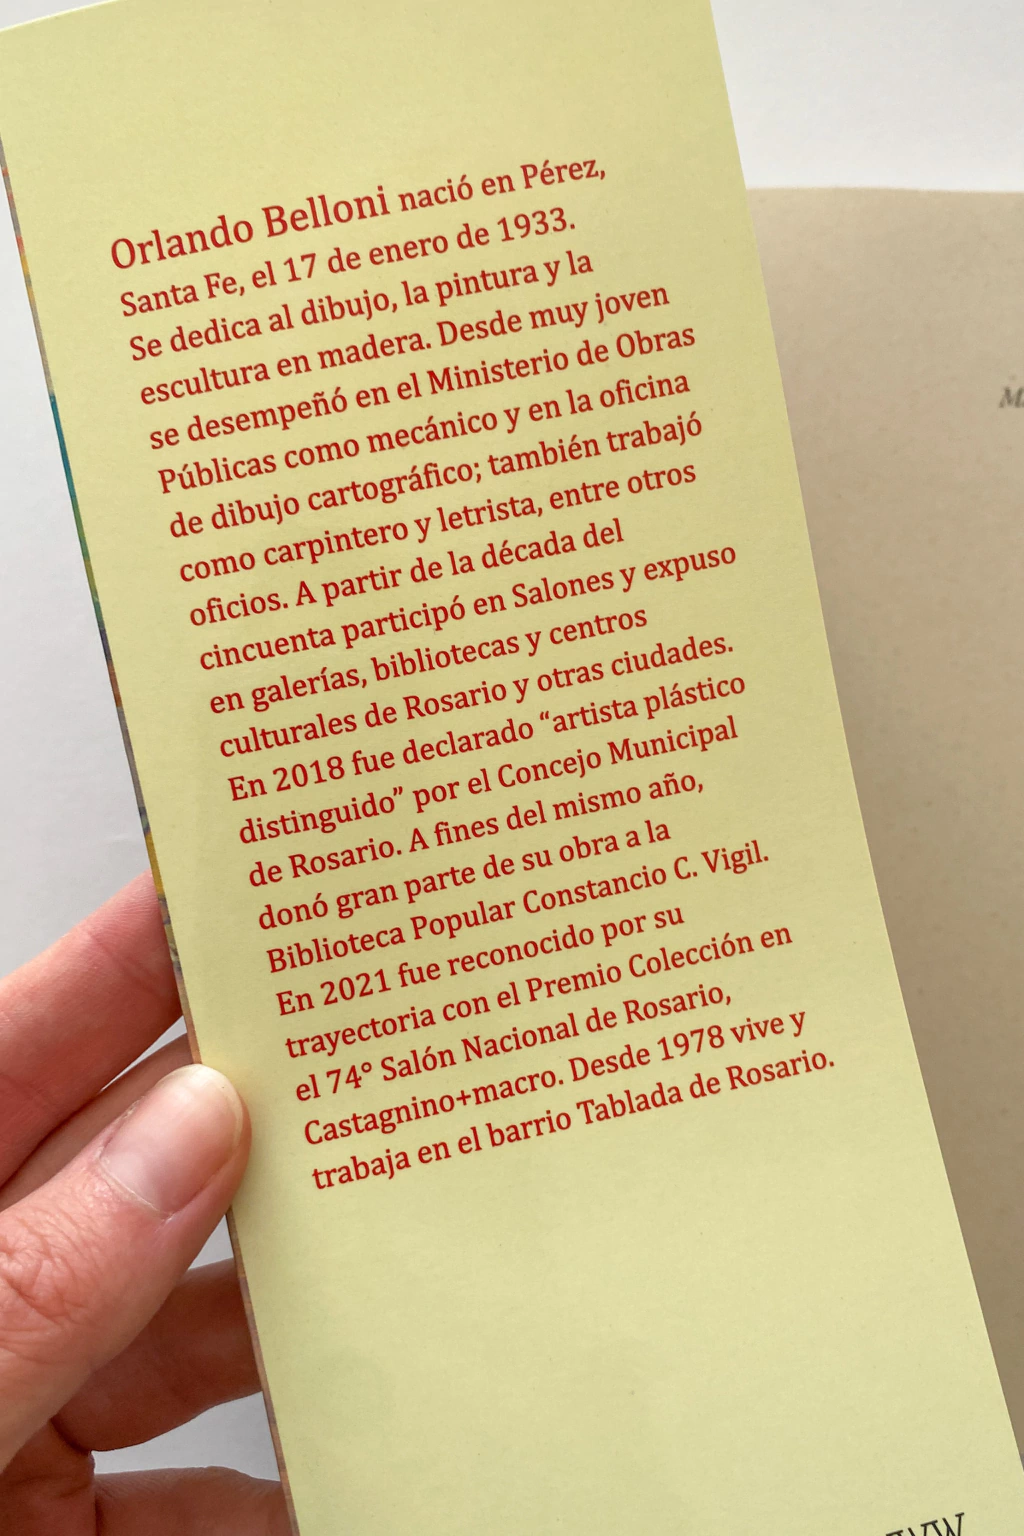 Orlando Belloni nació en Pérez,
Santa Fe, el 17 de enero de 1933.
Se dedica al dibujo, la pintura y la
escultura en madera. Desde muy joven
se desempeñó en el Ministerio de Obras
Públicas como mecánico y en la oficina
de dibujo cartográfico; también trabajó
como carpintero y letrista, entre otros
oficios. A partir de la década del
cincuenta participó en Salones y expuso
en galerías, bibliotecas y centros
culturales de Rosario y otras ciudades.
En 2018 fue declarado “artista plástico
distinguido” por el Concejo Municipal
de Rosario. A fines del mismo año,
donó gran parte de su obra a la
Biblioteca Popular Constancio C. Vigil.
En 2021 fue reconocido por su
trayectoria con el Premio Colección en
el 74° Salón Nacional de Rosario,
Castagnino+macro. Desde 1978 vive y
trabaja en el barrio Tablada de Rosario.